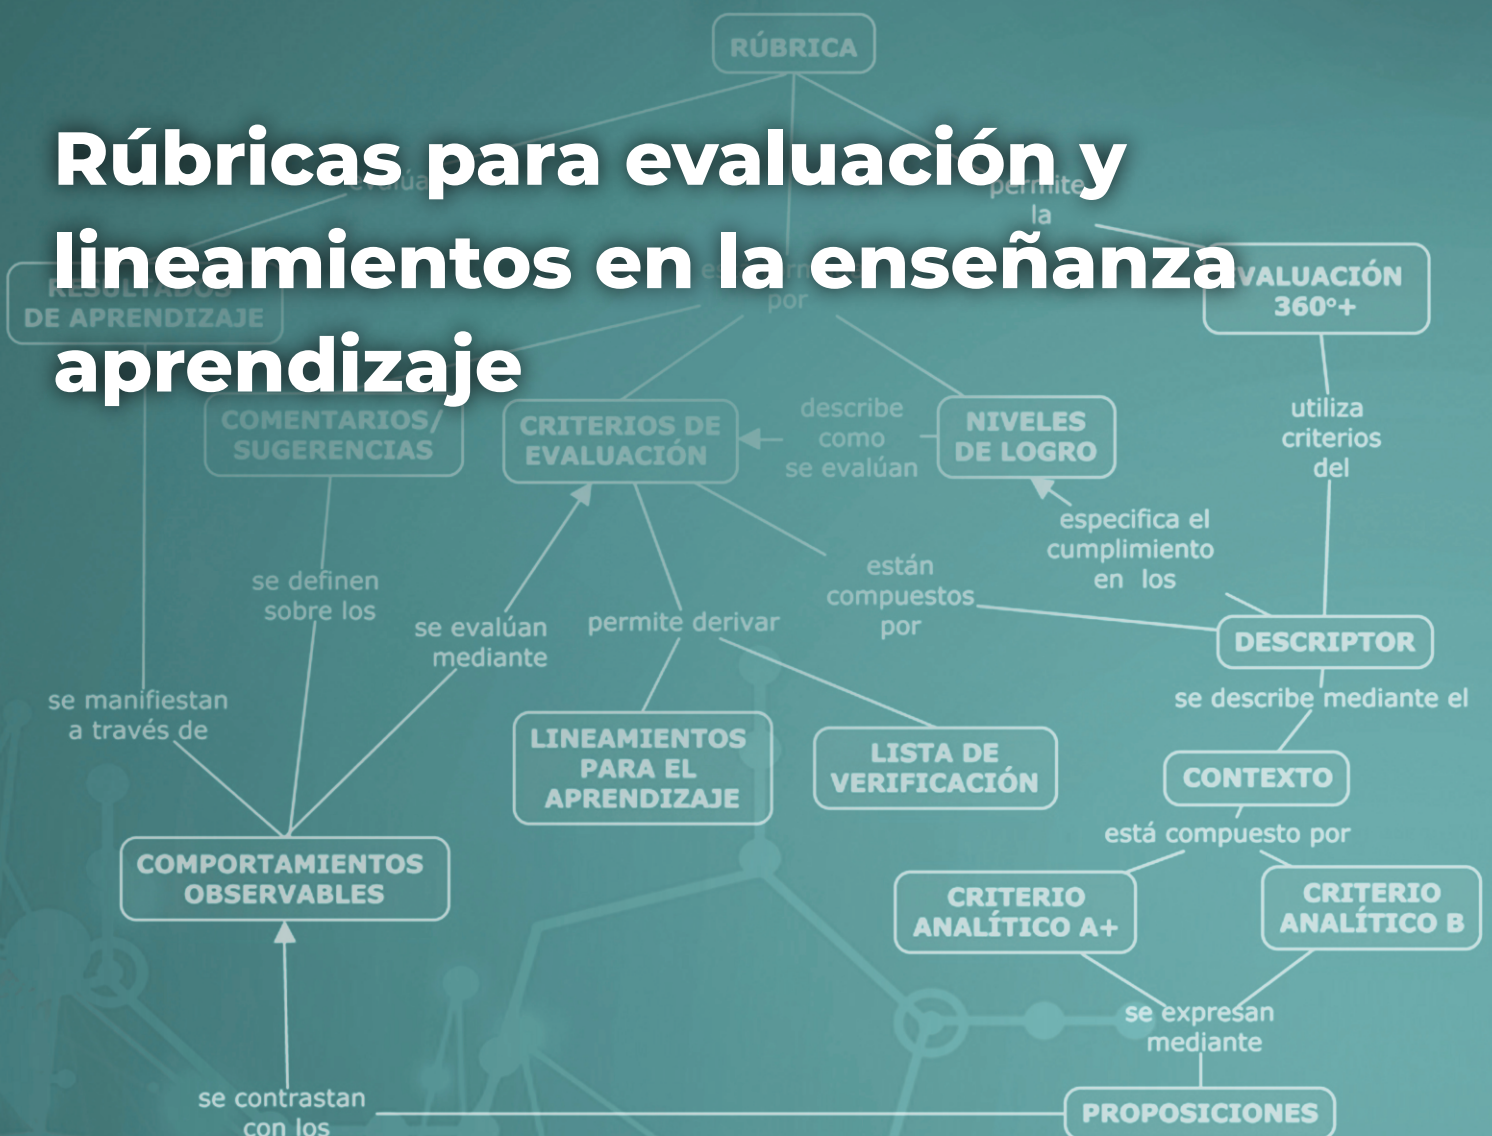 RÚBRICA
Rúbricas para evaluación y
lineamientos en la enseñanza
aprendizaje
evalúa
permite
la
por
RESULTADOS
DE APRENDIZAJE
EVALUACIÓN
360°+
COMENTARIOS/
SUGERENCIAS
CRITERIOS DE
EVALUACIÓN
describe
como
se evalúan
NIVELES
DE LOGRO
utiliza
criterios
del
especifica el
cumplimiento
en los
están
compuestos
por
se definen
sobre los
se evalúan
mediante
permite derivar
DESCRIPTOR
se describe mediante el
se manifiestan
a través de
LINEAMIENTOS
PARA EL
APRENDIZAJE
LISTA DE
VERIFICACIÓN
CONTEXTO
está compuesto por
COMPORTAMIENTOS
OBSERVABLES
CRITERIO
ANALÍTICO A+
CRITERIO
ANALÍTICO B
se expresan
mediante
se contrastan
con los
PROPOSICIONES